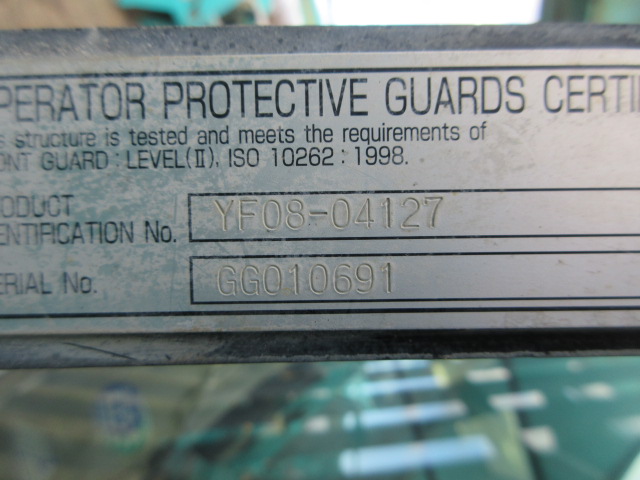 PERATOR PROTECTIVE GUARDS CERTI
s structure is tested and meets the requirements of
ONT GUARD : LEVEL(II), ISO 10262 : 1998.
ODUCT
ENTIFICATION No. YF08-04127
ERIAL No. GG010691